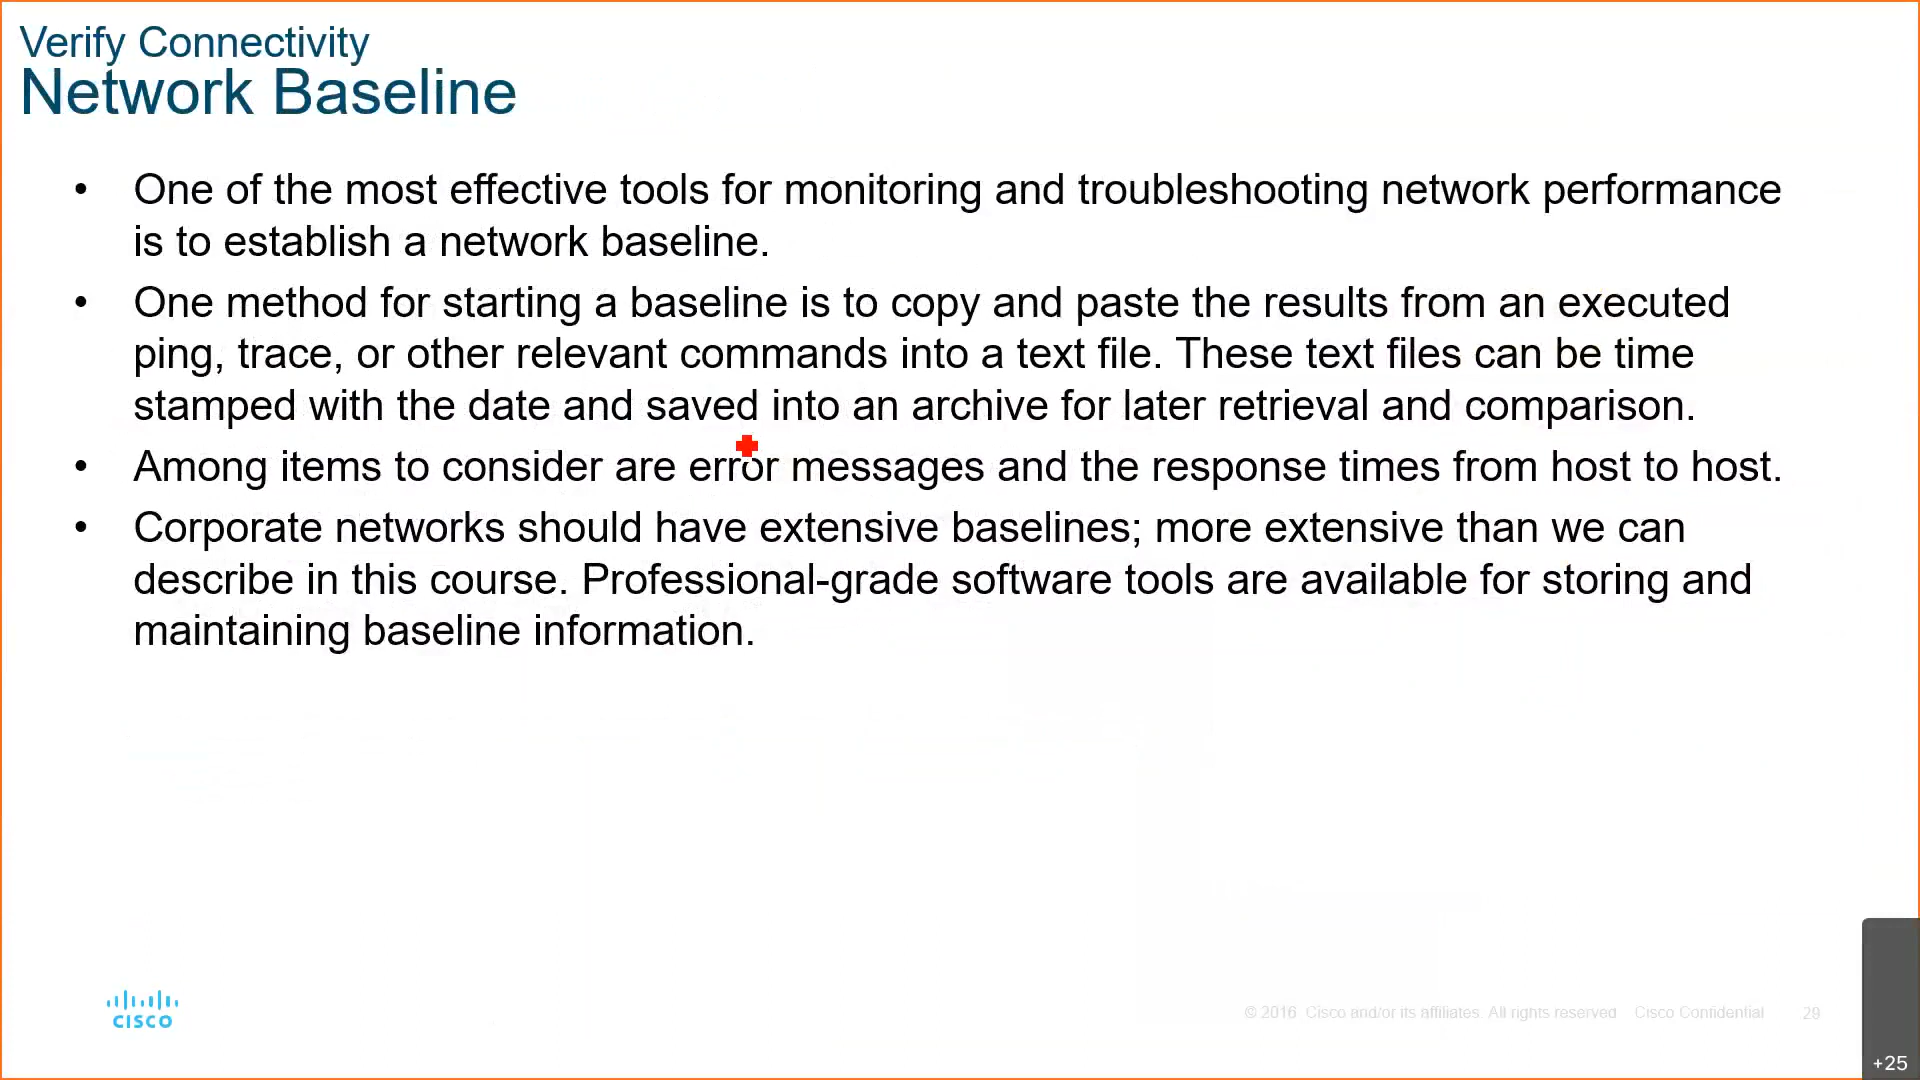 Verify Connectivity
Network Baseline
• One of the most effective tools for monitoring and troubleshooting network performance
is to establish a network baseline.
• One method for starting a baseline is to copy and paste the results from an executed
ping, trace, or other relevant commands into a text file. These text files can be time
stamped with the date and saved into an archive for later retrieval and comparison.
• Among items to consider are error messages and the response times from host to host.
• Corporate networks should have extensive baselines; more extensive than we can
describe in this course. Professional-grade software tools are available for storing and
maintaining baseline information.
CISCO
© 2016 Cisco and/or its affiliates. All rights reserved. Cisco Confidential 29
+25